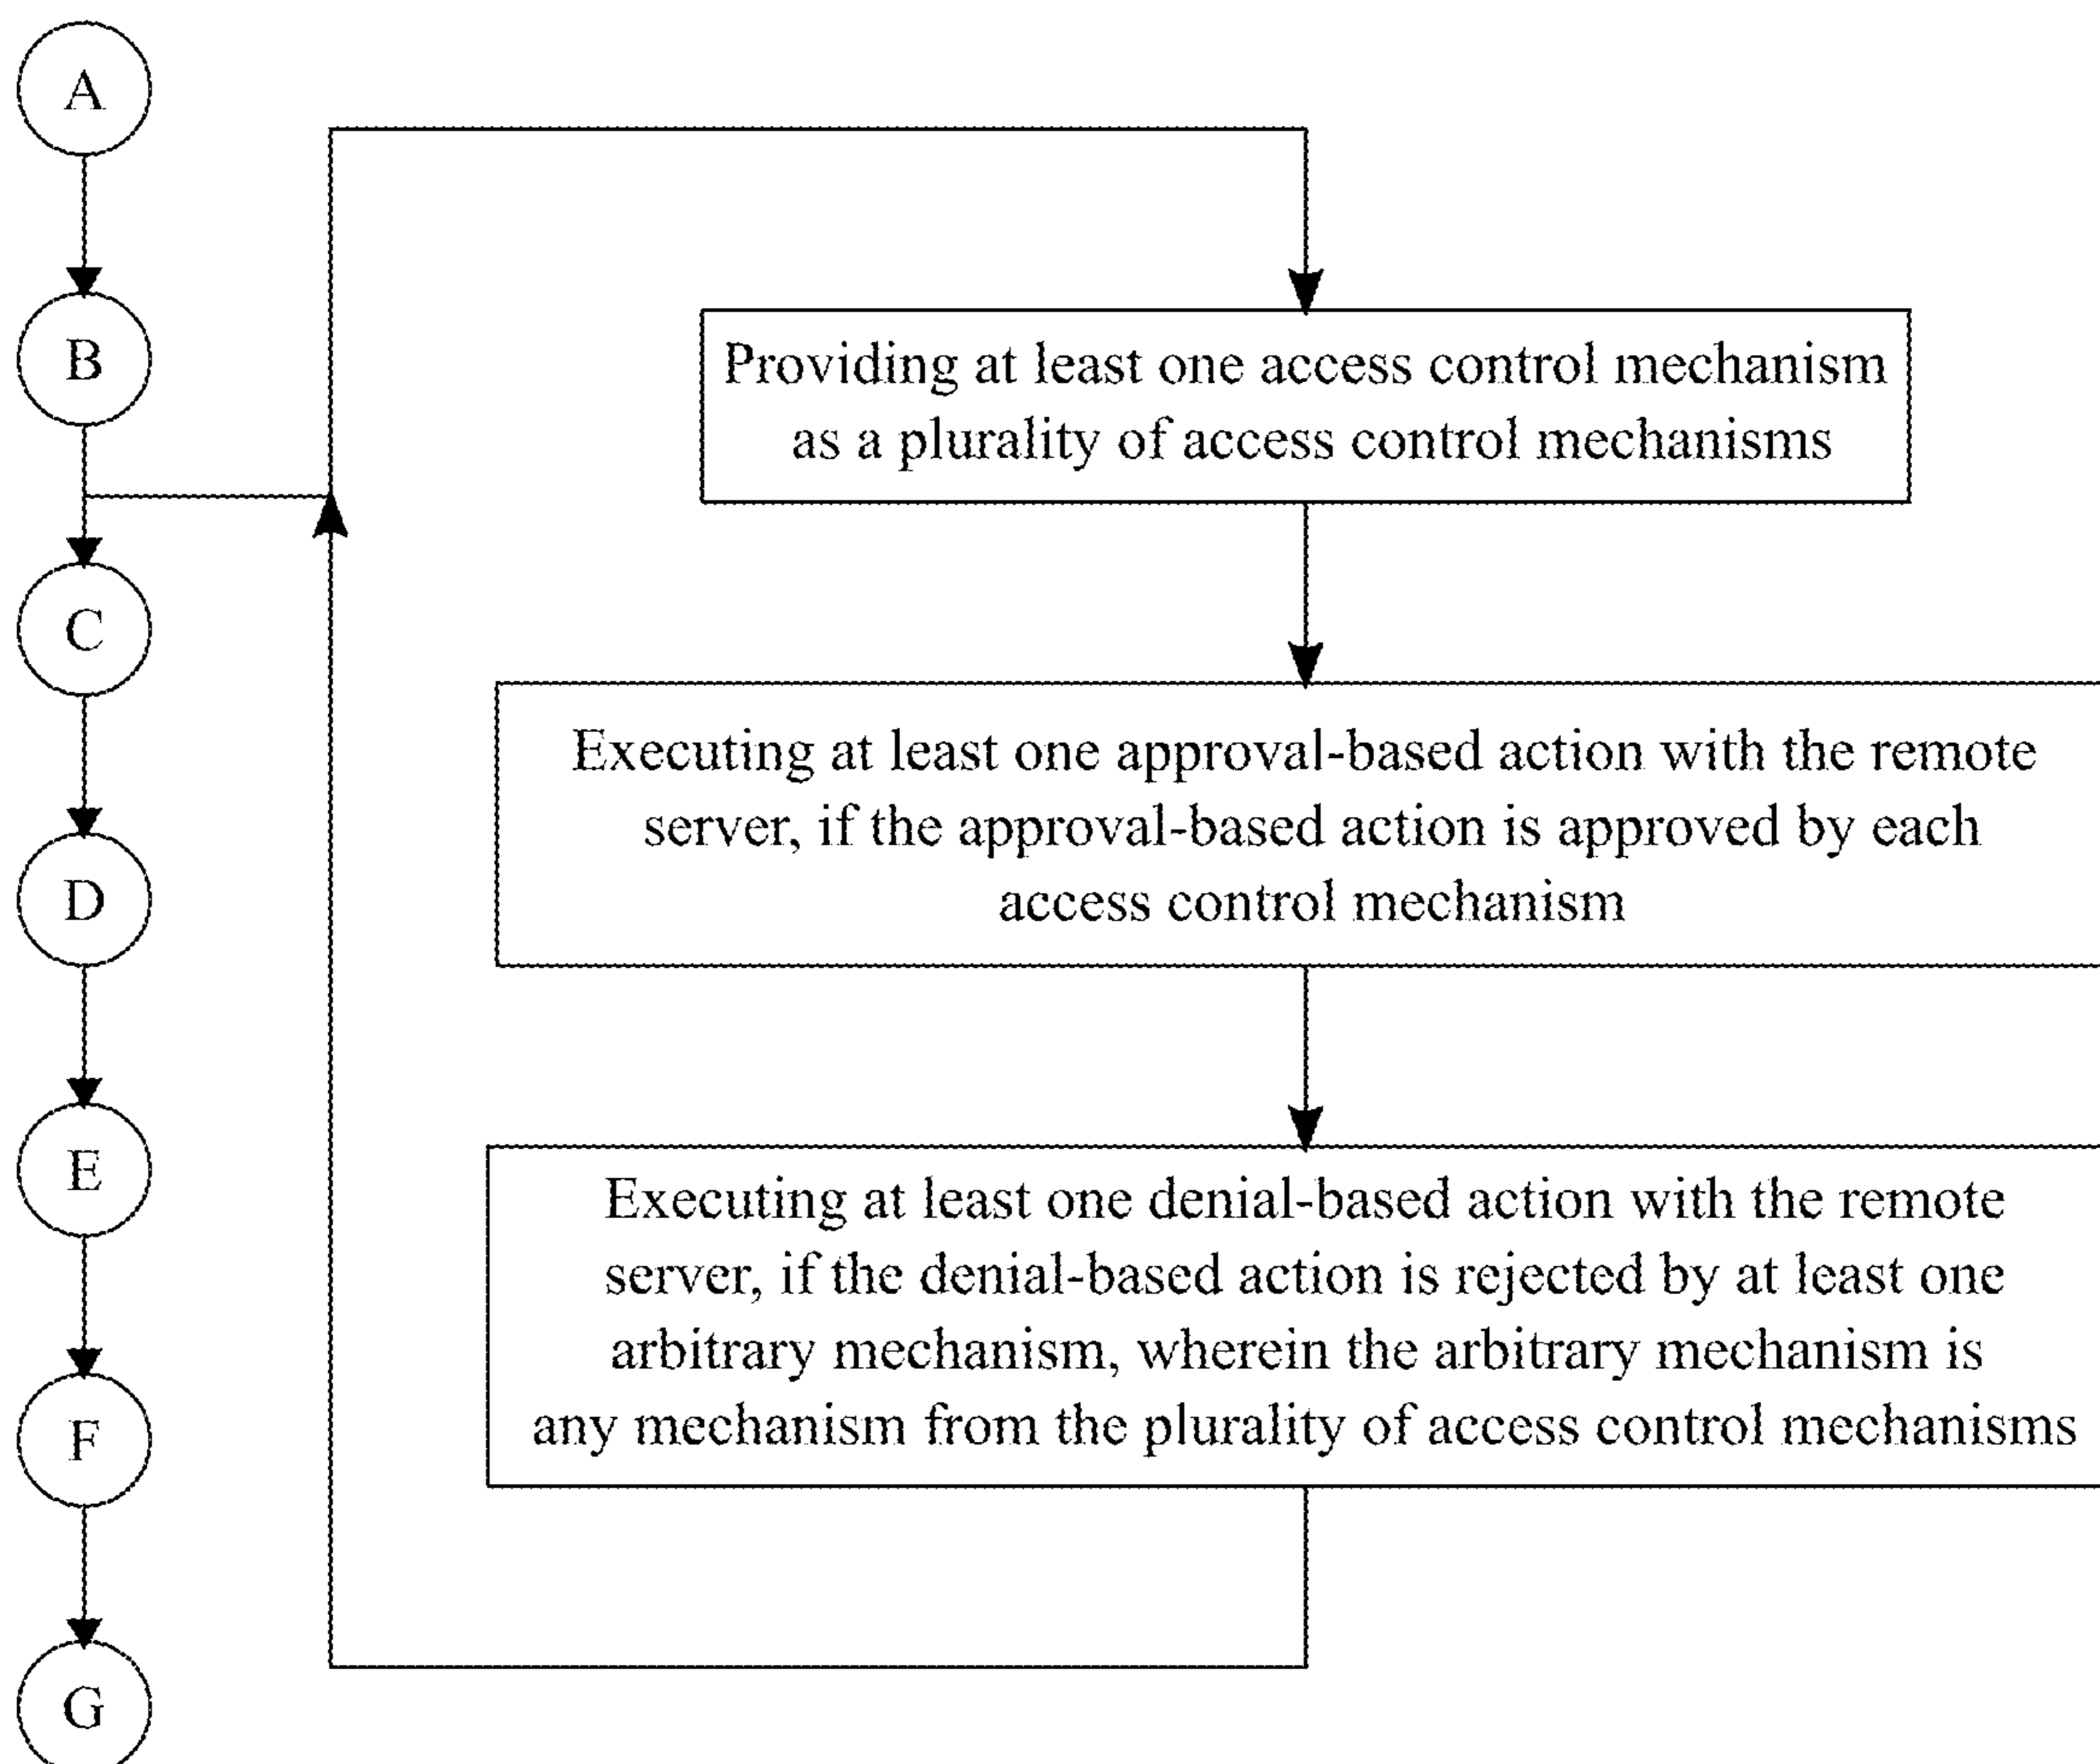 A
B
C
D
E
F
G
Providing at least one access control mechanism
as a plurality of access control mechanisms
Executing at least one approval-based action with the remote
server, if the approval-based action is approved by each
access control mechanism
Executing at least one denial-based action with the remote
server, if the denial-based action is rejected by at least one
arbitrary mechanism, wherein the arbitrary mechanism is
any mechanism from the plurality of access control mechanisms